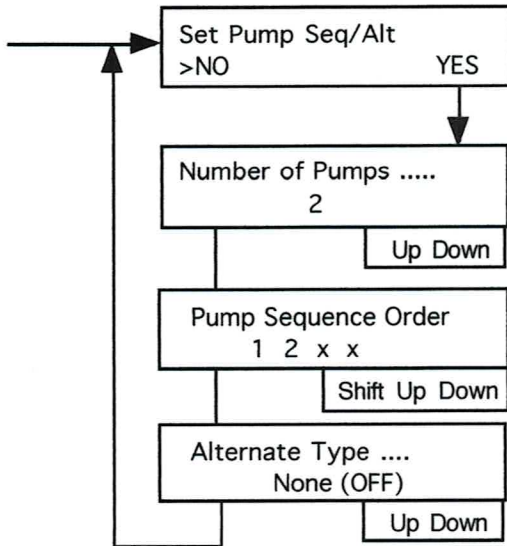 Set Pump Seq/Alt
>NO YES
Number of Pumps .....
2
Up Down
Pump Sequence Order
1 2 x x
Shift Up Down
Alternate Type ....
None (OFF)
Up Down